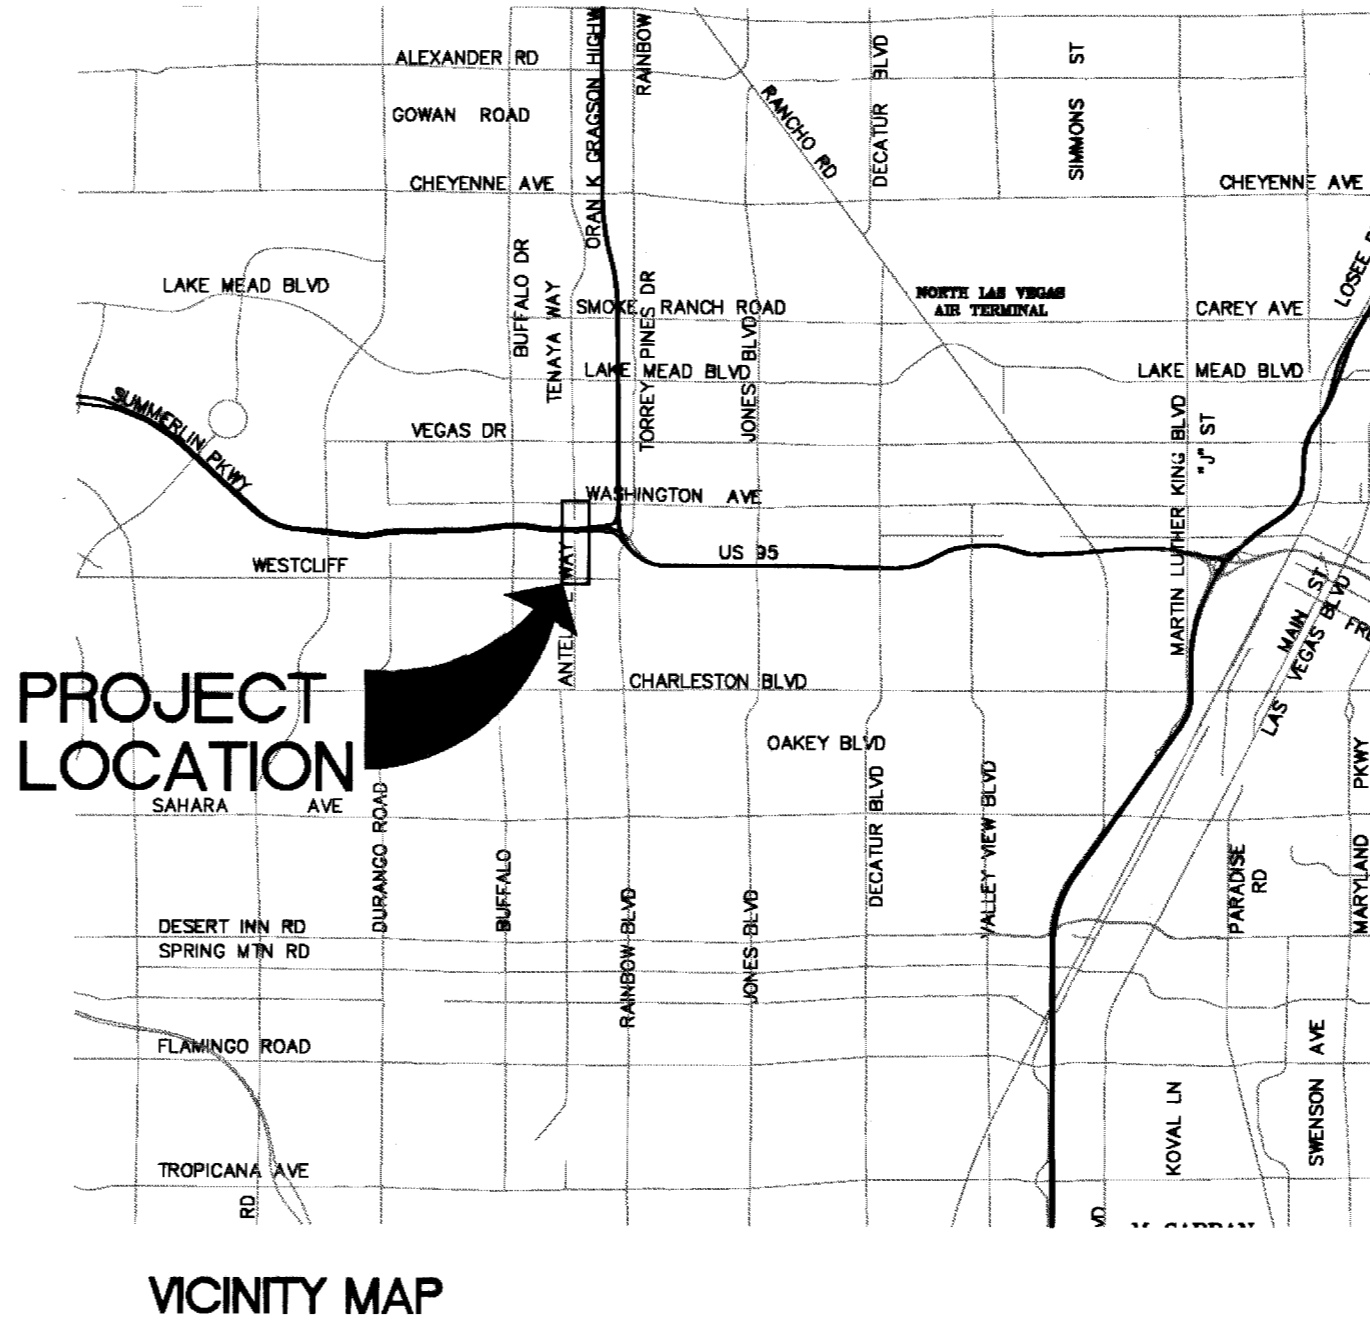 ALEXANDER RD
GOWAN ROAD
CHEYENNE AVE
ORAN K GRAGSON HIGHW
RAINBOW
RANCHO RD
DECATUR BLVD
SIMMONS ST
CHEYENNE AVE
LAKE MEAD BLVD
BUFFALO DR
TENAYA WAY
SMOKE RANCH ROAD
TORREY PINES DR
JONES BLVD
NORTH LAS VEGAS
AIR TERMINAL
CAREY AVE
LOSEE
LAKE MEAD BLVD
LAKE MEAD BLVD
SUMMERLIN PKWY
VEGAS DR
MARTIN LUTHER KING BLVD
"J" ST
WASHINGTON AVE
WESTCLIFF
US 95
MAIN ST
LAS VEGAS BLVD
FRE
CHARLESTON BLVD
PROJECT
LOCATION
OAKEY BLVD
SAHARA AVE
DURANGO ROAD
BUFFALO
RAINBOW BLVD
JONES BLVD
DECATUR BLVD
VALLEY VIEW BLVD
PARADISE
RD
MARYLAND PKWY
DESERT INN RD
SPRING MTN RD
FLAMINGO ROAD
KOVAL LN
SWENSON AVE
TROPICANA AVE
RD
VICINITY MAP